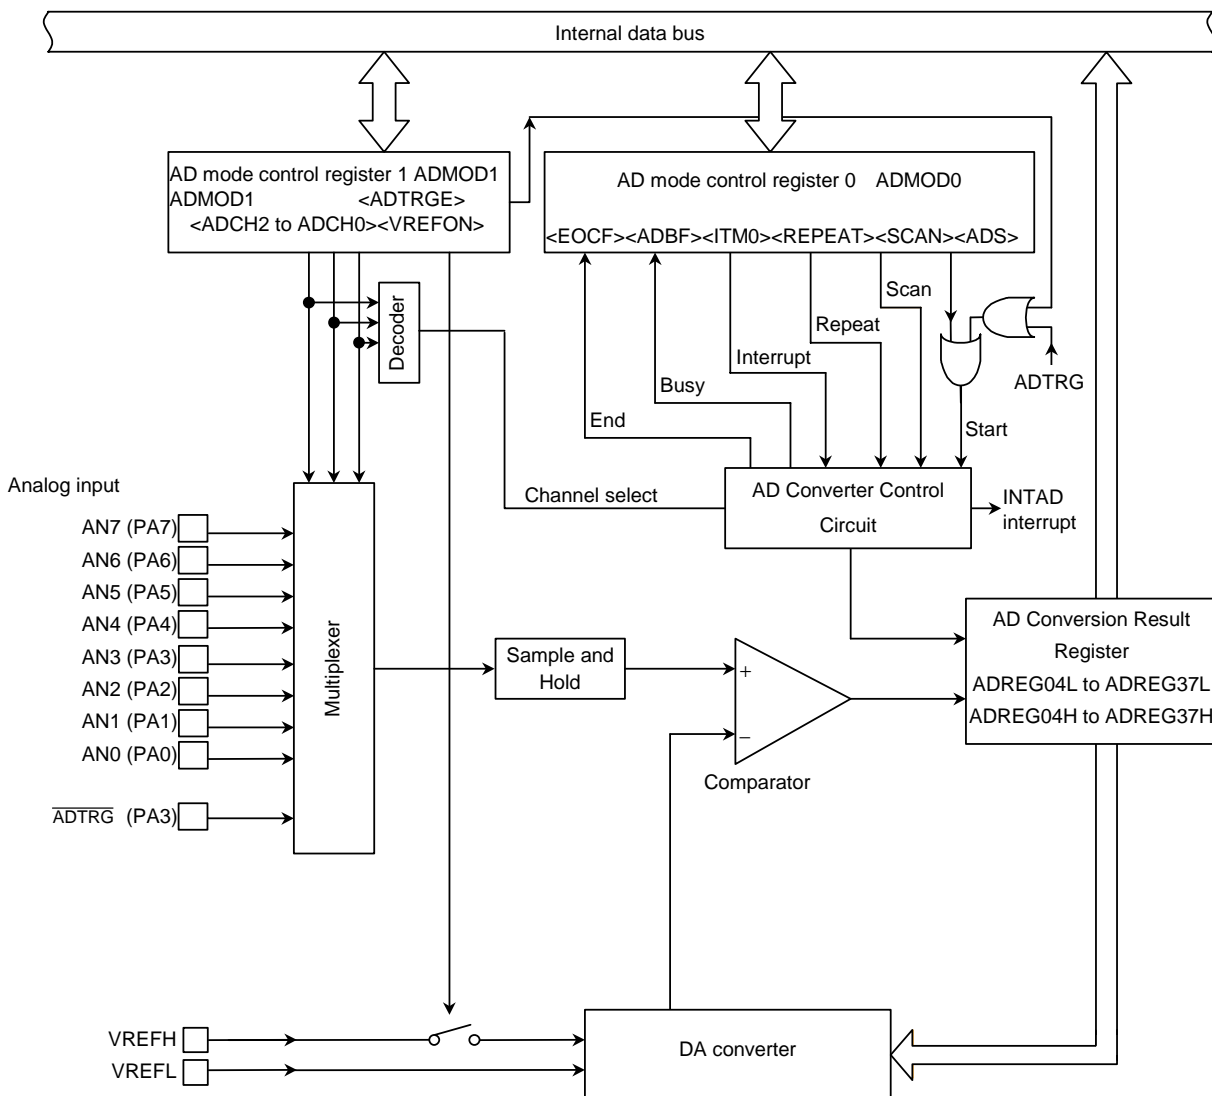 Internal data bus
AD mode control register 1 ADMOD1
ADMOD1 <ADTRGE>
<ADCH2 to ADCH0><VREFON>
AD mode control register 0 ADMOD0
<EOCF><ADBF><ITM0><REPEAT><SCAN><ADS>
Decoder
Scan
Repeat
Interrupt
Busy
End
ADTRG
Start
Channel select
AD Converter Control
Circuit
INTAD
interrupt
Analog input
AN7 (PA7)
AN6 (PA6)
AN5 (PA5)
AN4 (PA4)
AN3 (PA3)
AN2 (PA2)
AN1 (PA1)
AN0 (PA0)
ADTRG (PA3)
Multiplexer
Sample and
Hold
+
−
Comparator
AD Conversion Result
Register
ADREG04L to ADREG37L
ADREG04H to ADREG37H
VREFH
VREFL
DA converter